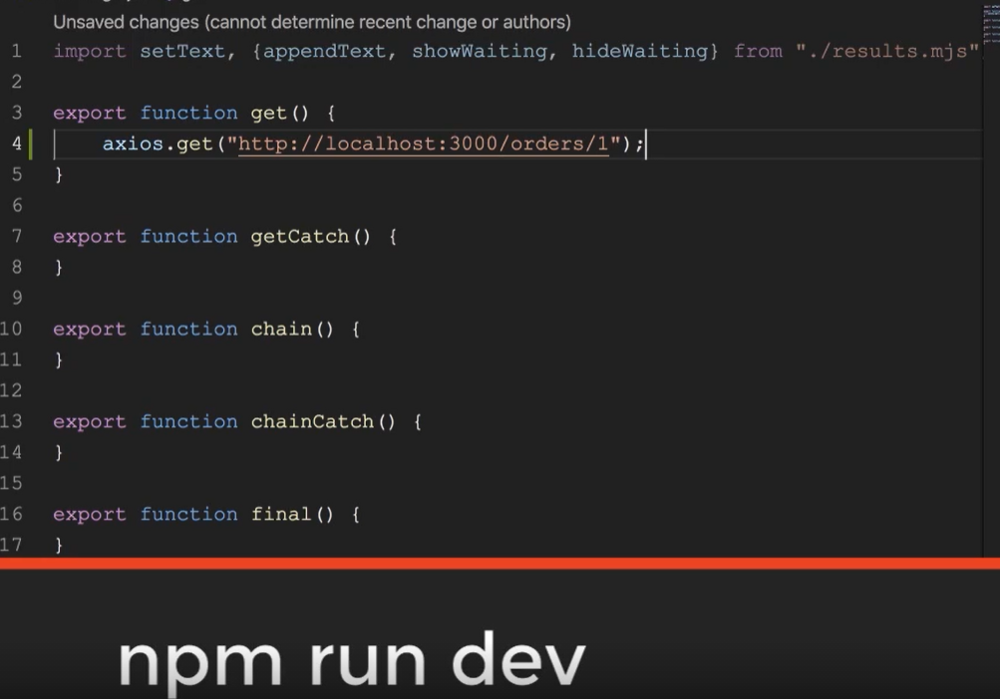 Unsaved changes (cannot determine recent change or authors)
1 import setText, {appendText, showWaiting, hideWaiting} from "./results.mjs"
2
3 export function get() {
4     axios.get("http://localhost:3000/orders/1");
5 }
6
7 export function getCatch() {
8 }
9
10 export function chain() {
11 }
12
13 export function chainCatch() {
14 }
15
16 export function final() {
17 }
npm run dev